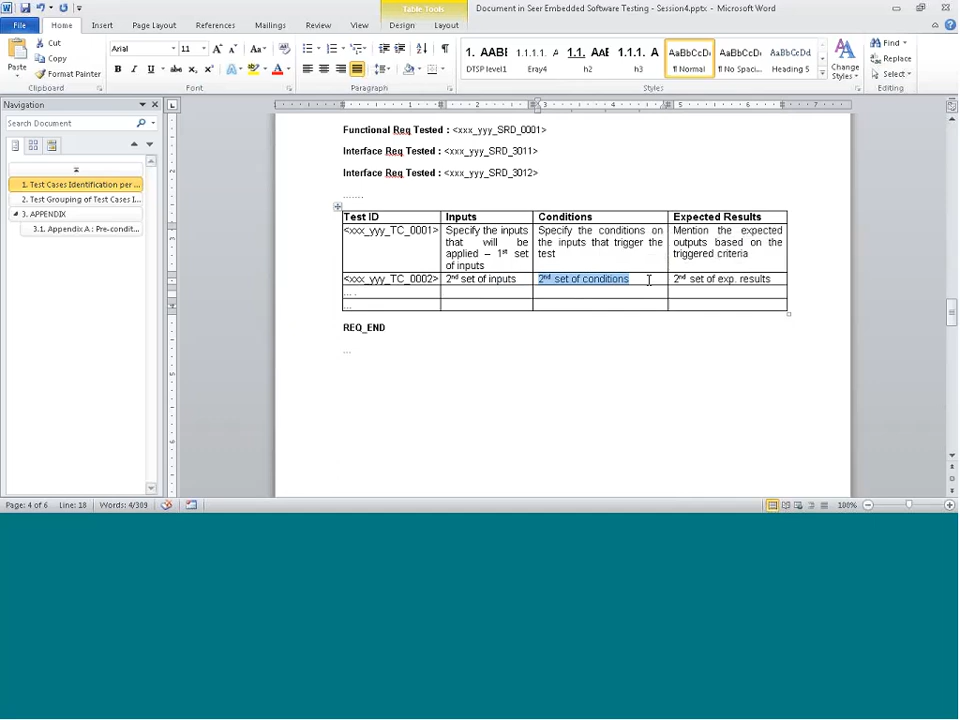 Table Tools
Document in Seer Embedded Software Testing - Session4.pptx - Microsoft Word
File Home Insert Page Layout References Mailings Review View Design Layout
Paste
Cut
Copy
Format Painter
Clipboard
Arial 11
Font
Paragraph
1. AABI 1.1.1.1. A 1.1. AAE 1.1.1. A AaBbCcD AaBbCcD AaBbCcDd
DTSP level1 Eray4 h2 h3 ¶ Normal ¶ No Spaci... Heading 5
Change Styles
Styles
Find
Replace
Select
Editing
Navigation
Search Document
1. Test Cases Identification per ...
2. Test Grouping of Test Cases I...
3. APPENDIX
3.1. Appendix A : Pre-condit...
Functional Req Tested : <xxx_yyy_SRD_0001>
Interface Req Tested : <xxx_yyy_SRD_3011>
Interface Req Tested : <xxx_yyy_SRD_3012>
.......
Test ID Inputs Conditions Expected Results
<xxx_yyy_TC_0001> Specify the inputs that will be applied – 1st set of inputs Specify the conditions on the inputs that trigger the test Mention the expected outputs based on the triggered criteria
<xxx_yyy_TC_0002> 2nd set of inputs 2nd set of conditions 2nd set of exp. results
... .
...
REQ_END
...
Page: 4 of 6 Line: 18 Words: 4/309 100%